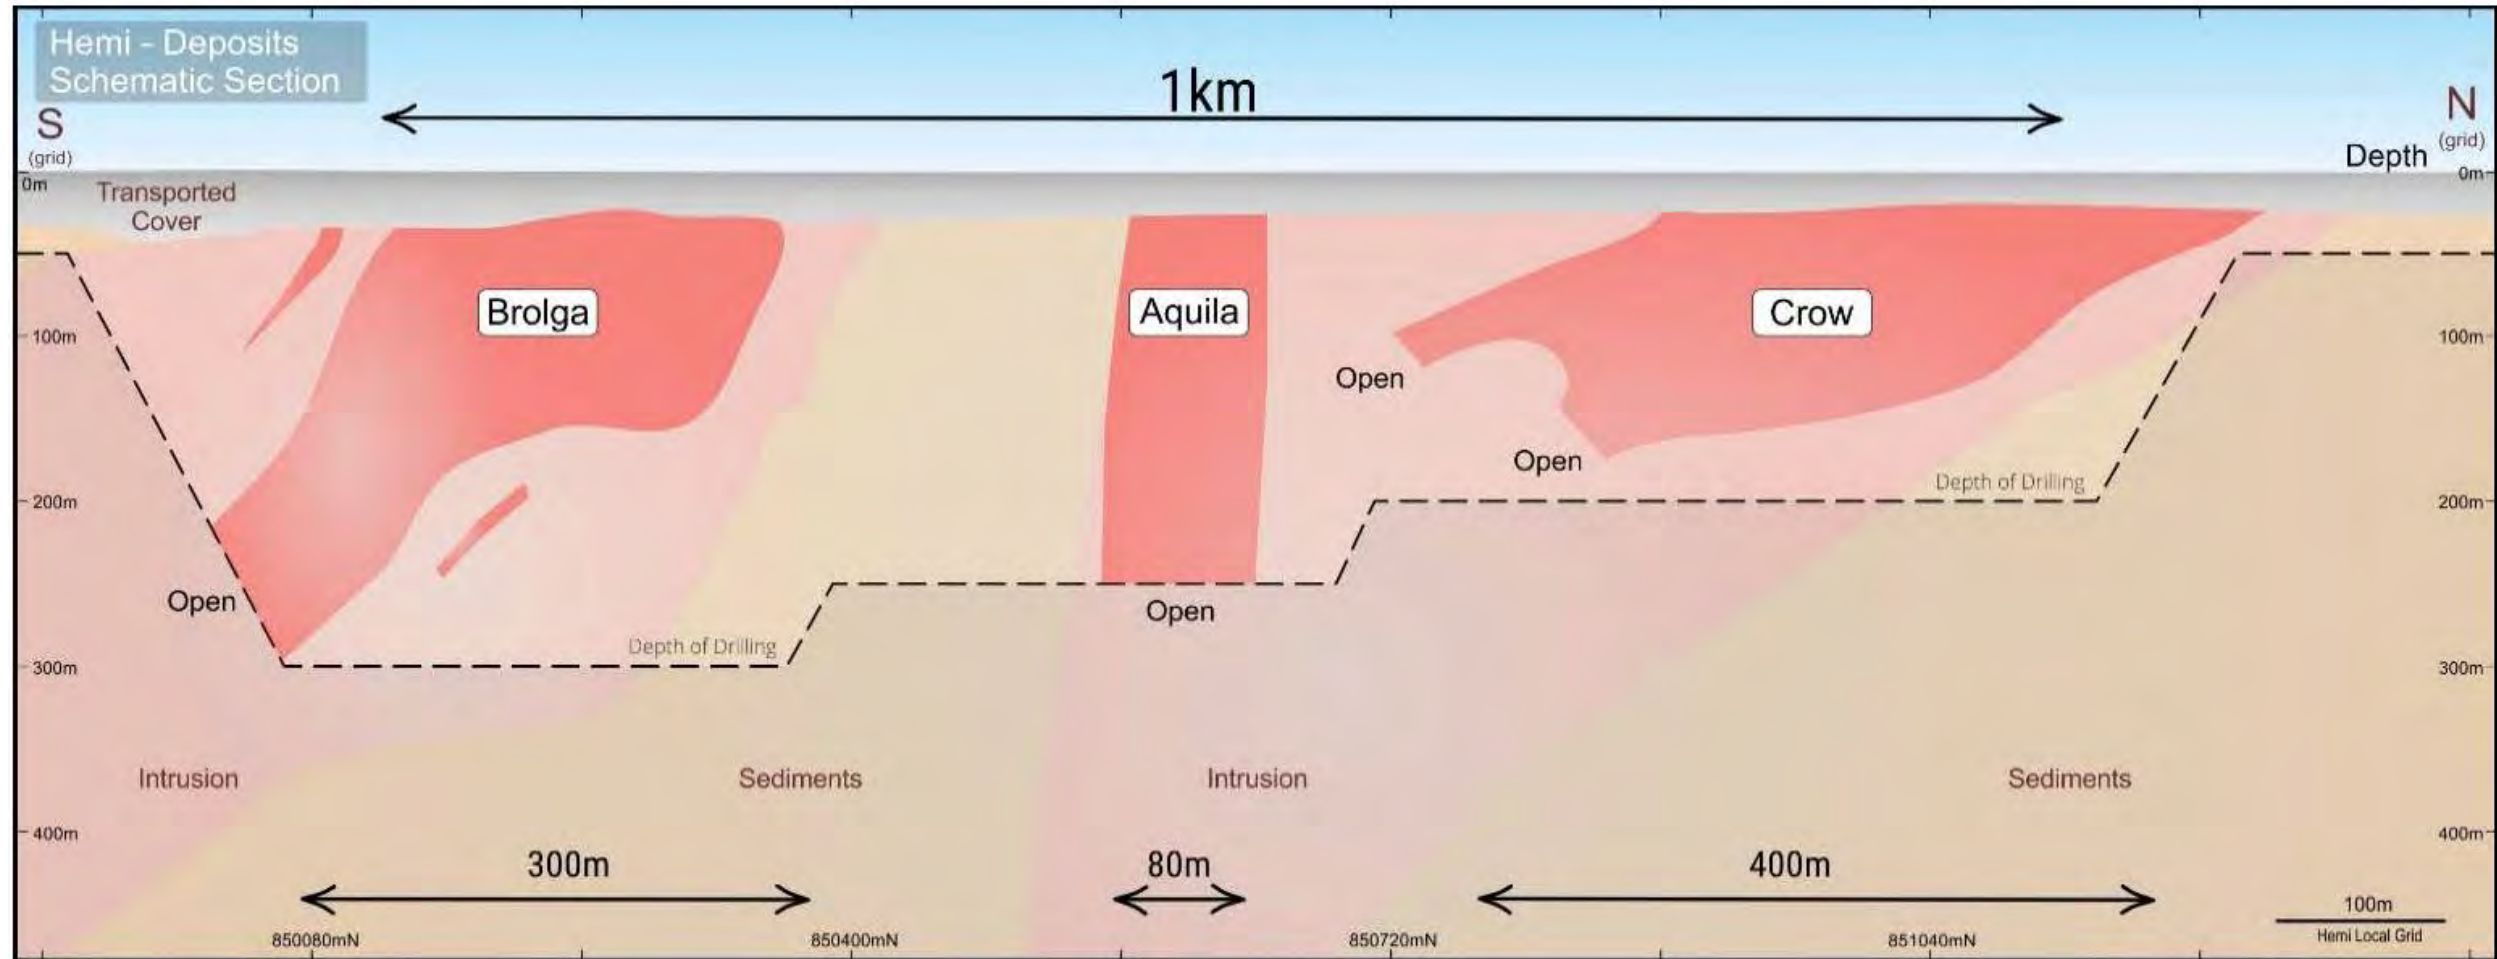 Hemi - Deposits
Schematic Section
1km
S
(grid)
N
(grid)
Depth
0m
0m
Transported
Cover
Brolga
Aquila
Crow
100m
100m
Open
Open
Depth of Drilling
200m
200m
Open
Open
Depth of Drilling
300m
300m
Intrusion
Sediments
Intrusion
Sediments
400m
400m
300m
80m
400m
100m
Hemi Local Grid
850080mN
850400mN
850720mN
851040mN